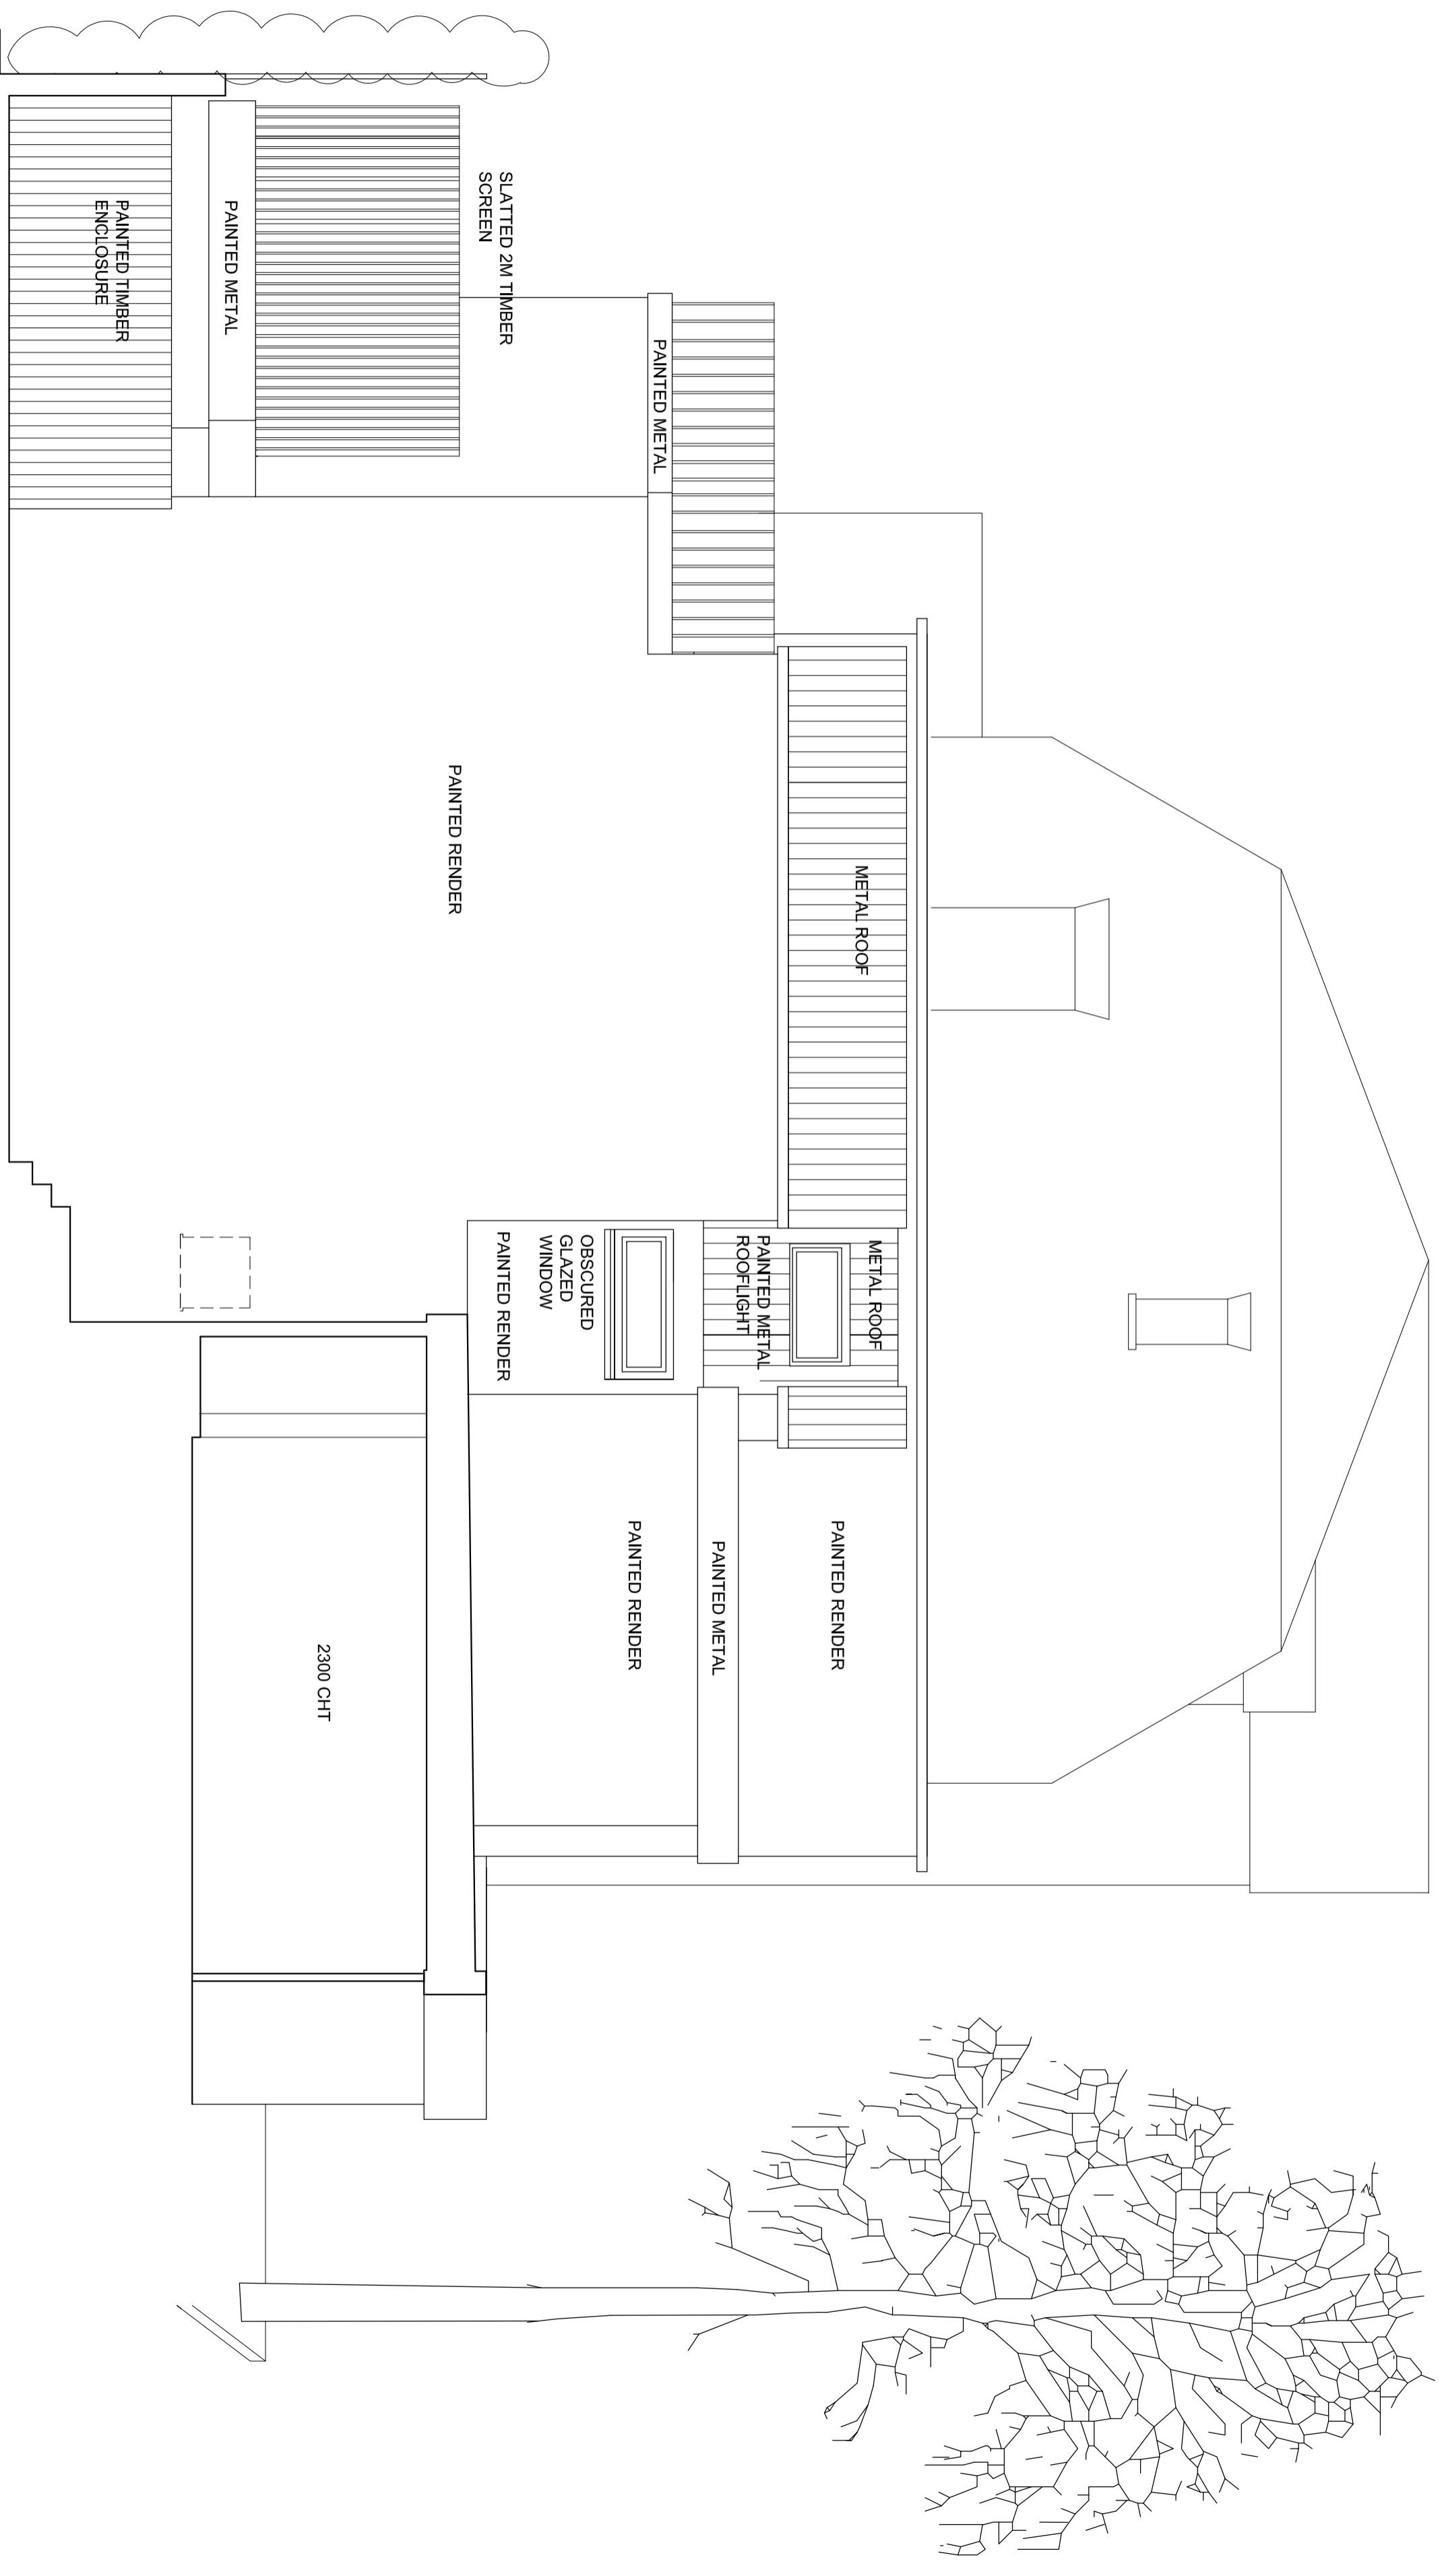 SLATTED 2M TIMBER
SCREEN
PAINTED METAL
PAINTED TIMBER
ENCLOSURE
PAINTED METAL
PAINTED RENDER
METAL ROOF
METAL ROOF
PAINTED METAL
ROOFLIGHT
OBSCURED
GLAZED
WINDOW
PAINTED RENDER
PAINTED RENDER
PAINTED METAL
PAINTED RENDER
2300 CHT